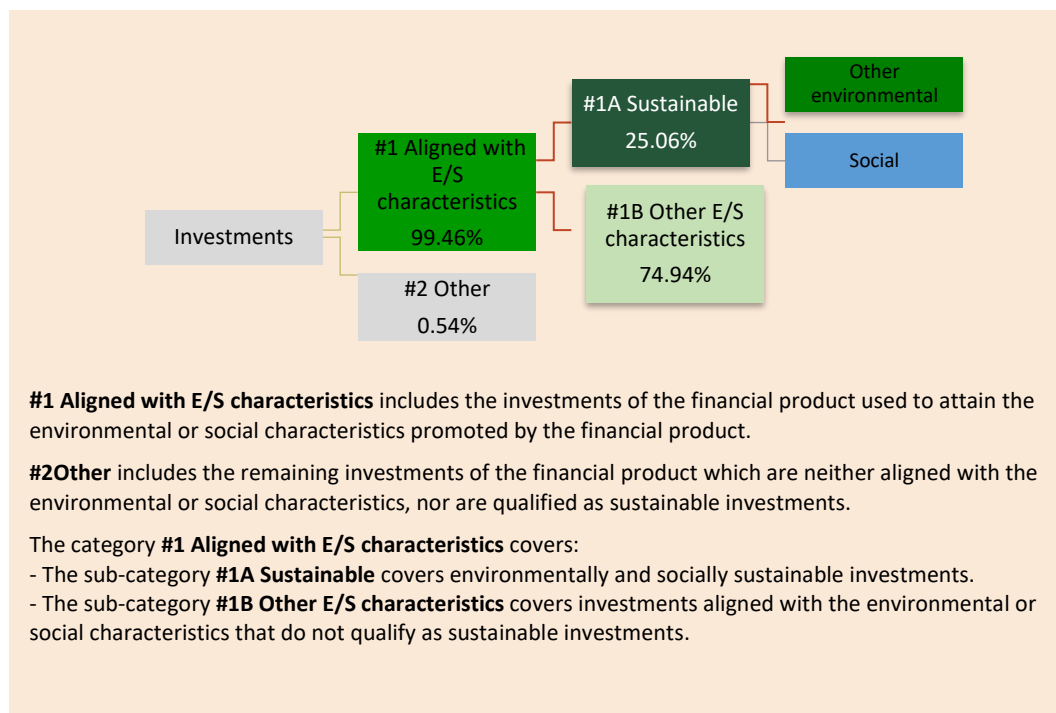 Investments
#1 Aligned with
E/S
characteristics
99.46%
#2 Other
0.54%
#1A Sustainable
25.06%
#1B Other E/S
characteristics
74.94%
Other
environmental
Social
#1 Aligned with E/S characteristics includes the investments of the financial product used to attain the
environmental or social characteristics promoted by the financial product.
#2Other includes the remaining investments of the financial product which are neither aligned with the
environmental or social characteristics, nor are qualified as sustainable investments.
The category #1 Aligned with E/S characteristics covers:
- The sub-category #1A Sustainable covers environmentally and socially sustainable investments.
- The sub-category #1B Other E/S characteristics covers investments aligned with the environmental or
social characteristics that do not qualify as sustainable investments.